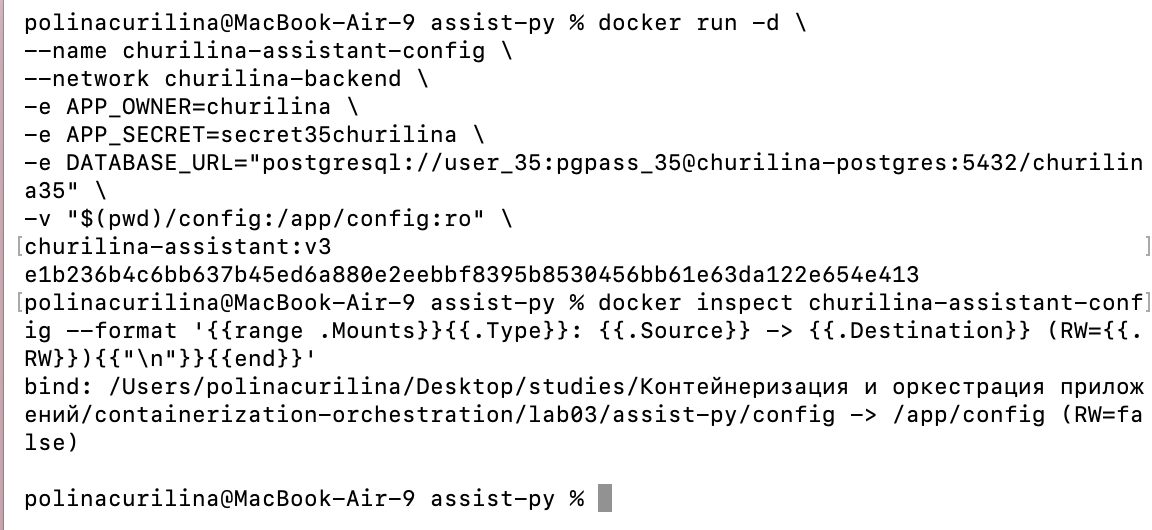 polinacurilina@MacBook-Air-9 assist-py % docker run -d \
--name churilina-assistant-config \
--network churilina-backend \
-e APP_OWNER=churilina \
-e APP_SECRET=secret35churilina \
-e DATABASE_URL="postgresql://user_35:pgpass_35@churilina-postgres:5432/churilin
a35" \
-v "$(pwd)/config:/app/config:ro" \
[churilina-assistant:v3 ]
e1b236b4c6bb637b45ed6a880e2eebbf8395b8530456bb61e63da122e654e413
[polinacurilina@MacBook-Air-9 assist-py % docker inspect churilina-assistant-conf]
ig --format '{{range .Mounts}}{{.Type}}: {{.Source}} -> {{.Destination}} (RW={{.
RW}}){{"\n"}}{{end}}'
bind: /Users/polinacurilina/Desktop/studies/Контейнеризация и оркестрация прилож
ений/containerization-orchestration/lab03/assist-py/config -> /app/config (RW=fa
lse)
polinacurilina@MacBook-Air-9 assist-py %